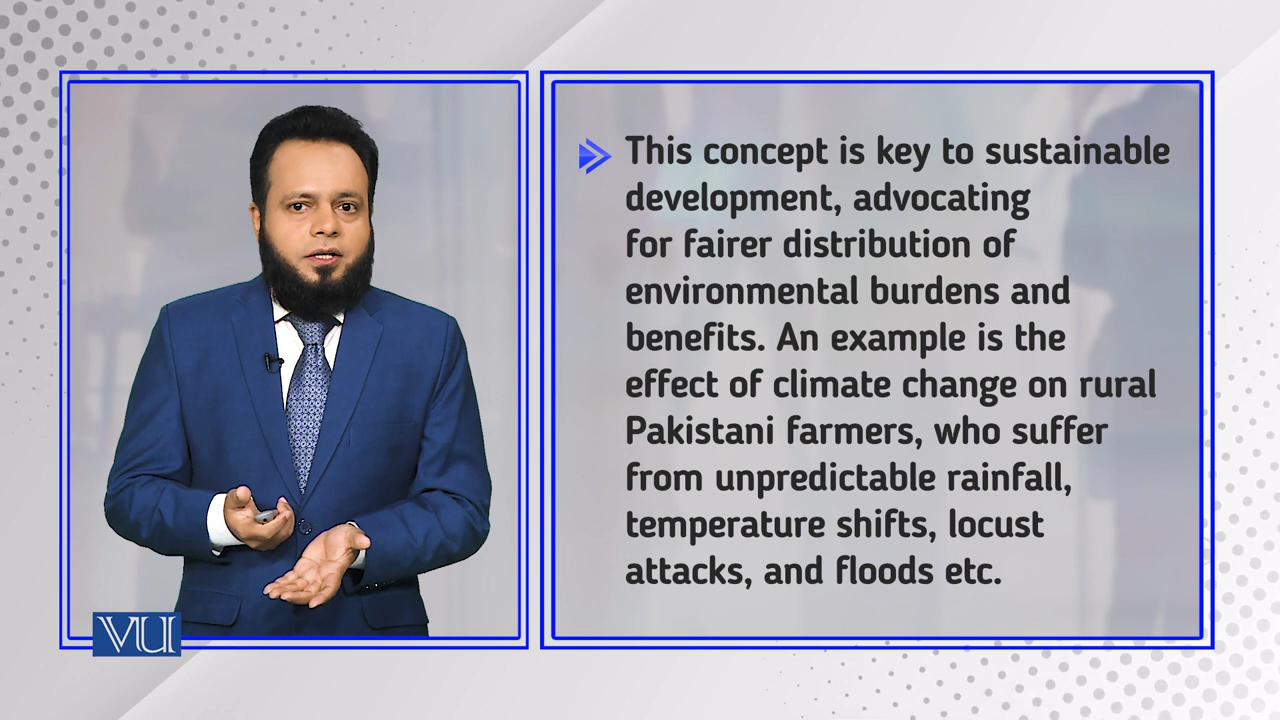 This concept is key to sustainable
development, advocating
for fairer distribution of
environmental burdens and
benefits. An example is the
effect of climate change on rural
Pakistani farmers, who suffer
from unpredictable rainfall,
temperature shifts, locust
attacks, and floods etc.
VU